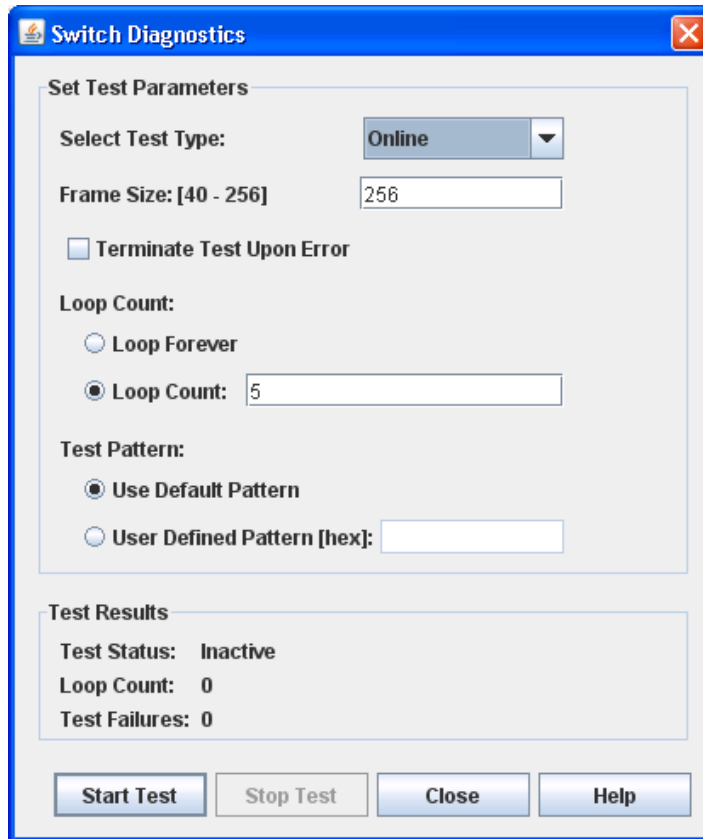 Switch Diagnostics
Set Test Parameters
Select Test Type: Online
Frame Size: [40 - 256] 256
Terminate Test Upon Error
Loop Count:
Loop Forever
Loop Count: 5
Test Pattern:
Use Default Pattern
User Defined Pattern [hex]:
Test Results
Test Status: Inactive
Loop Count: 0
Test Failures: 0
Start Test Stop Test Close Help